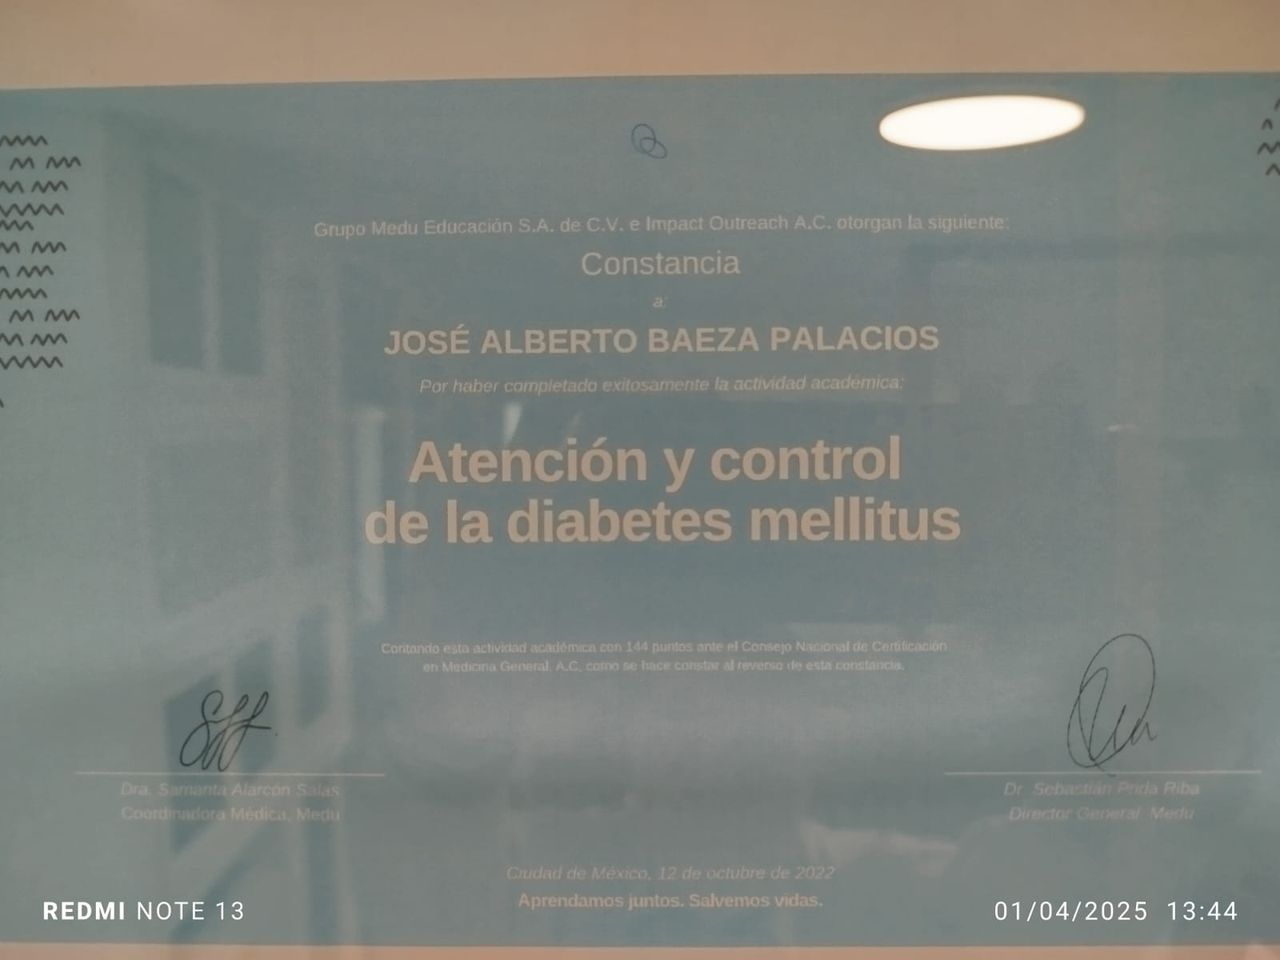 Grupo Medu Educación S.A. de C.V. e Impact Outreach A.C. otorgan la siguiente:
Constancia
a:
JOSÉ ALBERTO BAEZA PALACIOS
Por haber completado exitosamente la actividad académica:
Atención y control
de la diabetes mellitus
Contando esta actividad académica con 144 puntos ante el Consejo Nacional de Certificación
en Medicina General, A.C, como se hace constar al reverso de esta constancia.
Dra. Samanta Alarcón Salas
Coordinadora Médica, Medu
Dr. Sebastián Prida Riba
Director General, Medu
Ciudad de México, 12 de octubre de 2022
Aprendamos juntos. Salvemos vidas.
REDMI NOTE 13
01/04/2025 13:44